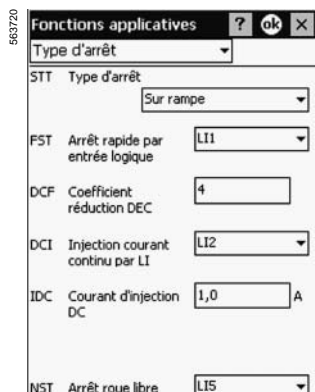 563720
Fonctions applicatives ? ok ×
Type d'arrêt
STT Type d'arrêt
Sur rampe
FST Arrêt rapide par LI1
entrée logique
DCF Coefficient 4
réduction DEC
DCI Injection courant LI2
continu par LI
IDC Courant d'injection 1,0 A
DC
NST Arrêt roue libre LI5